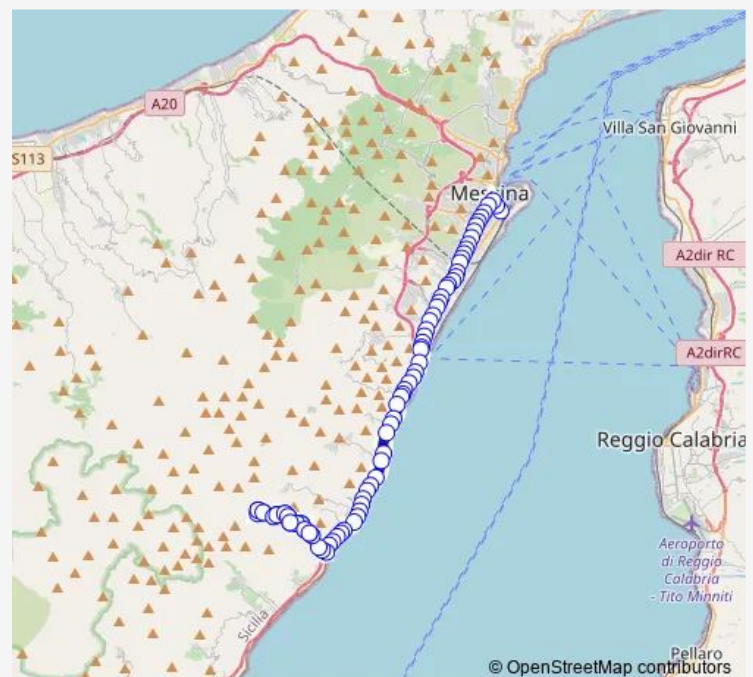 A20
S113
Villa San Giovanni
Messina
A2dir RC
A2dirRC
Reggio Calabria
Aeroporto
di Reggio
Calabria
- Tito Minniti
Sicilia
Pellaro
© OpenStreetMap contributors